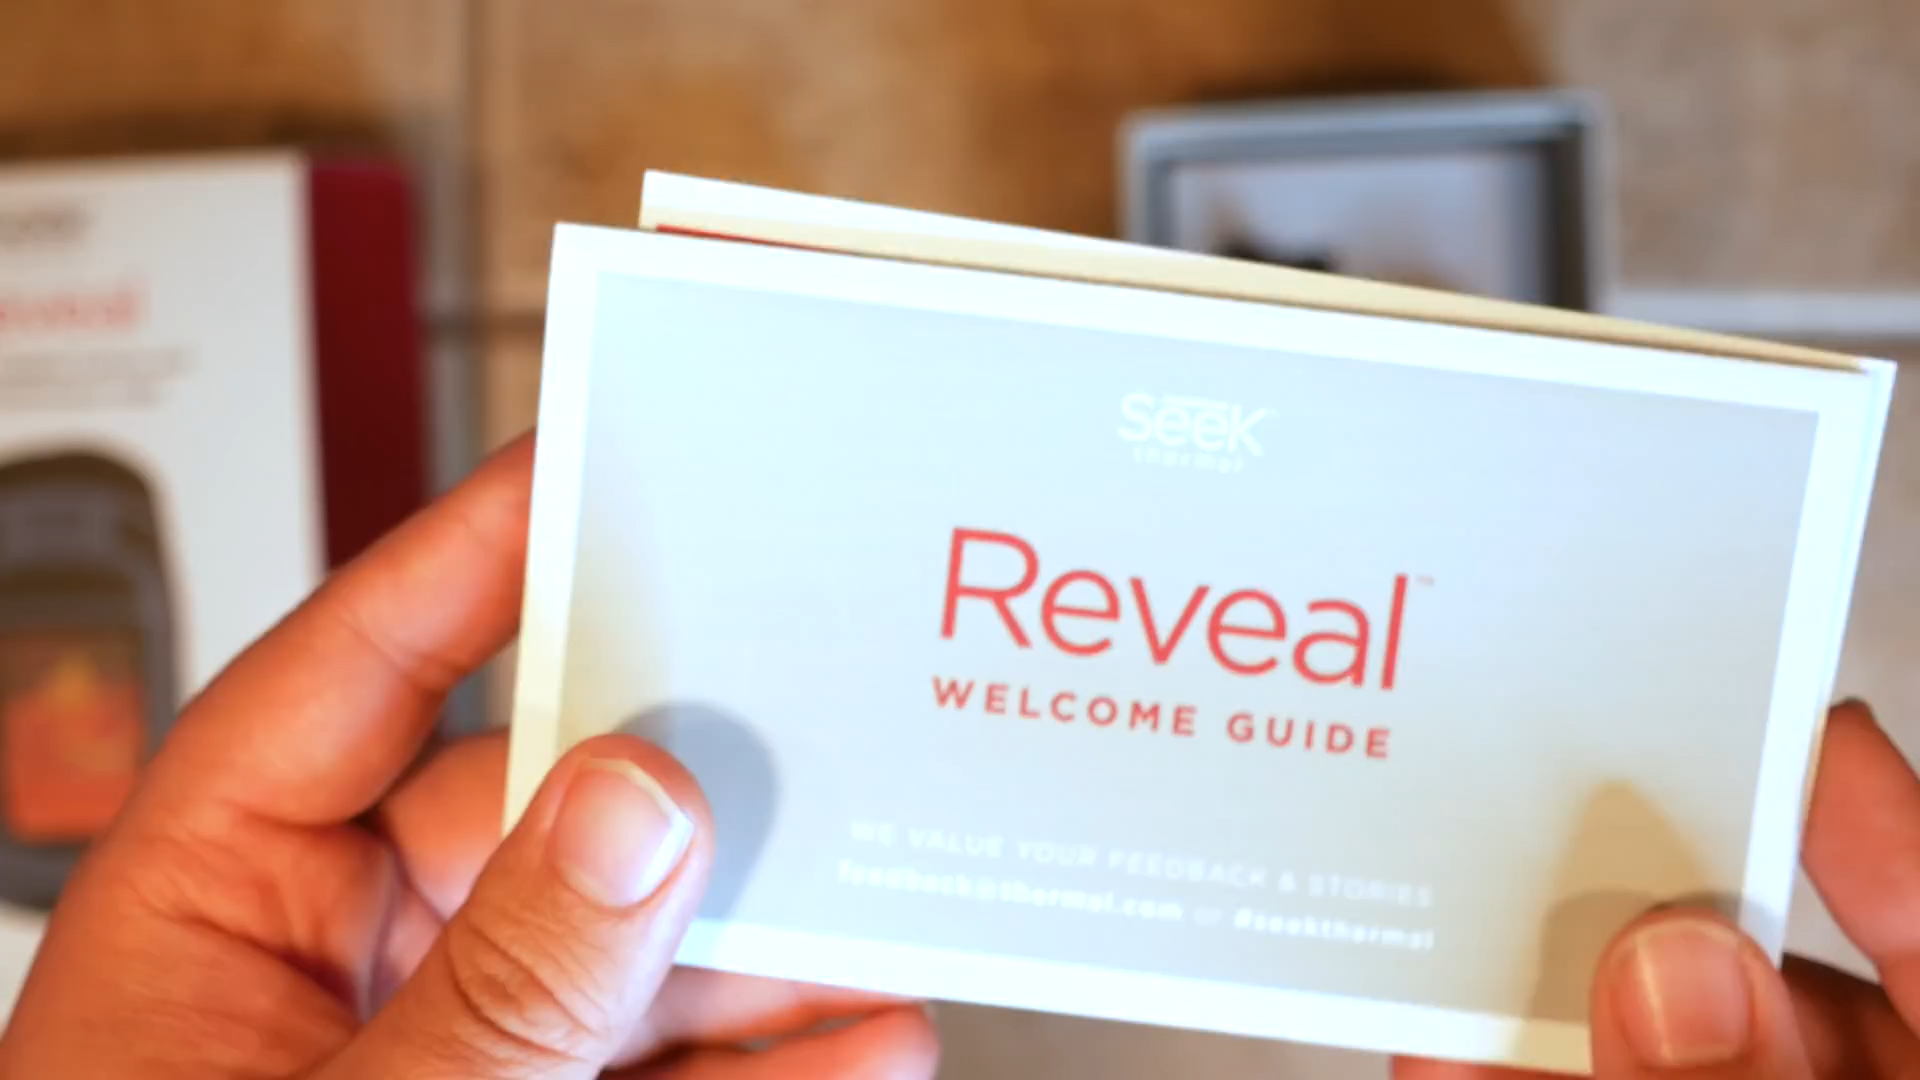 Seek
thermal
Reveal™
WELCOME GUIDE
WE VALUE YOUR FEEDBACK & STORIES
feedback@thermal.com or #seekthermal